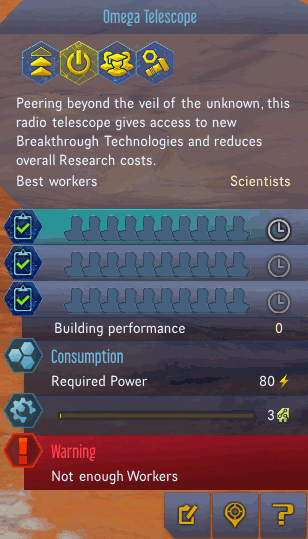 Omega Telescope
Peering beyond the veil of the unknown, this
radio telescope gives access to new
Breakthrough Technologies and reduces
overall Research costs.
Best workers Scientists
Building performance 0
Consumption
Required Power 80
3
Warning
Not enough Workers